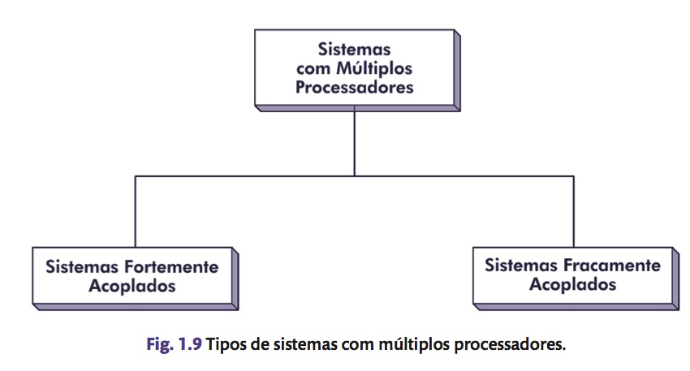 Sistemas
com Múltiplos
Processadores
Sistemas Fortemente
Acoplados
Sistemas Fracamente
Acoplados
Fig. 1.9 Tipos de sistemas com múltiplos processadores.